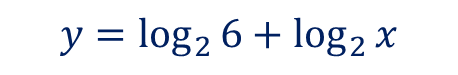 y = log₂ 6 + log₂ x